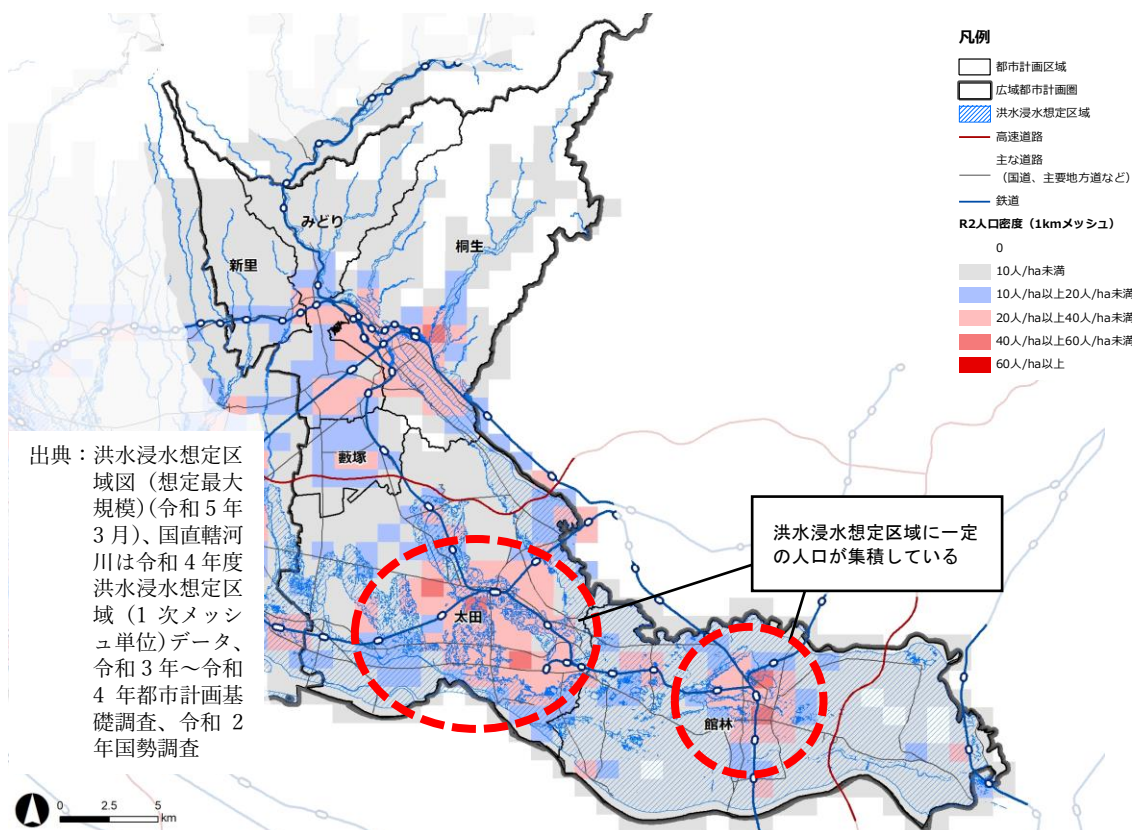 凡例
都市計画区域
広域都市計画圏
洪水浸水想定区域
高速道路
主な道路
（国道、主要地方道など）
鉄道
R2人口密度（1kmメッシュ）
0
10人/ha未満
10人/ha以上20人/ha未満
20人/ha以上40人/ha未満
40人/ha以上60人/ha未満
60人/ha以上
みどり
桐生
新里
藪塚
出典：洪水浸水想定区
域図（想定最大
規模）（令和５年
３月）、国直轄河
川は令和４年度
洪水浸水想定区
域（1 次メッシ
ュ単位）データ、
令和３年～令和
４年都市計画基
礎調査、令和 2
年国勢調査
洪水浸水想定区域に一定
の人口が集積している
太田
館林
0 2.5 5
km